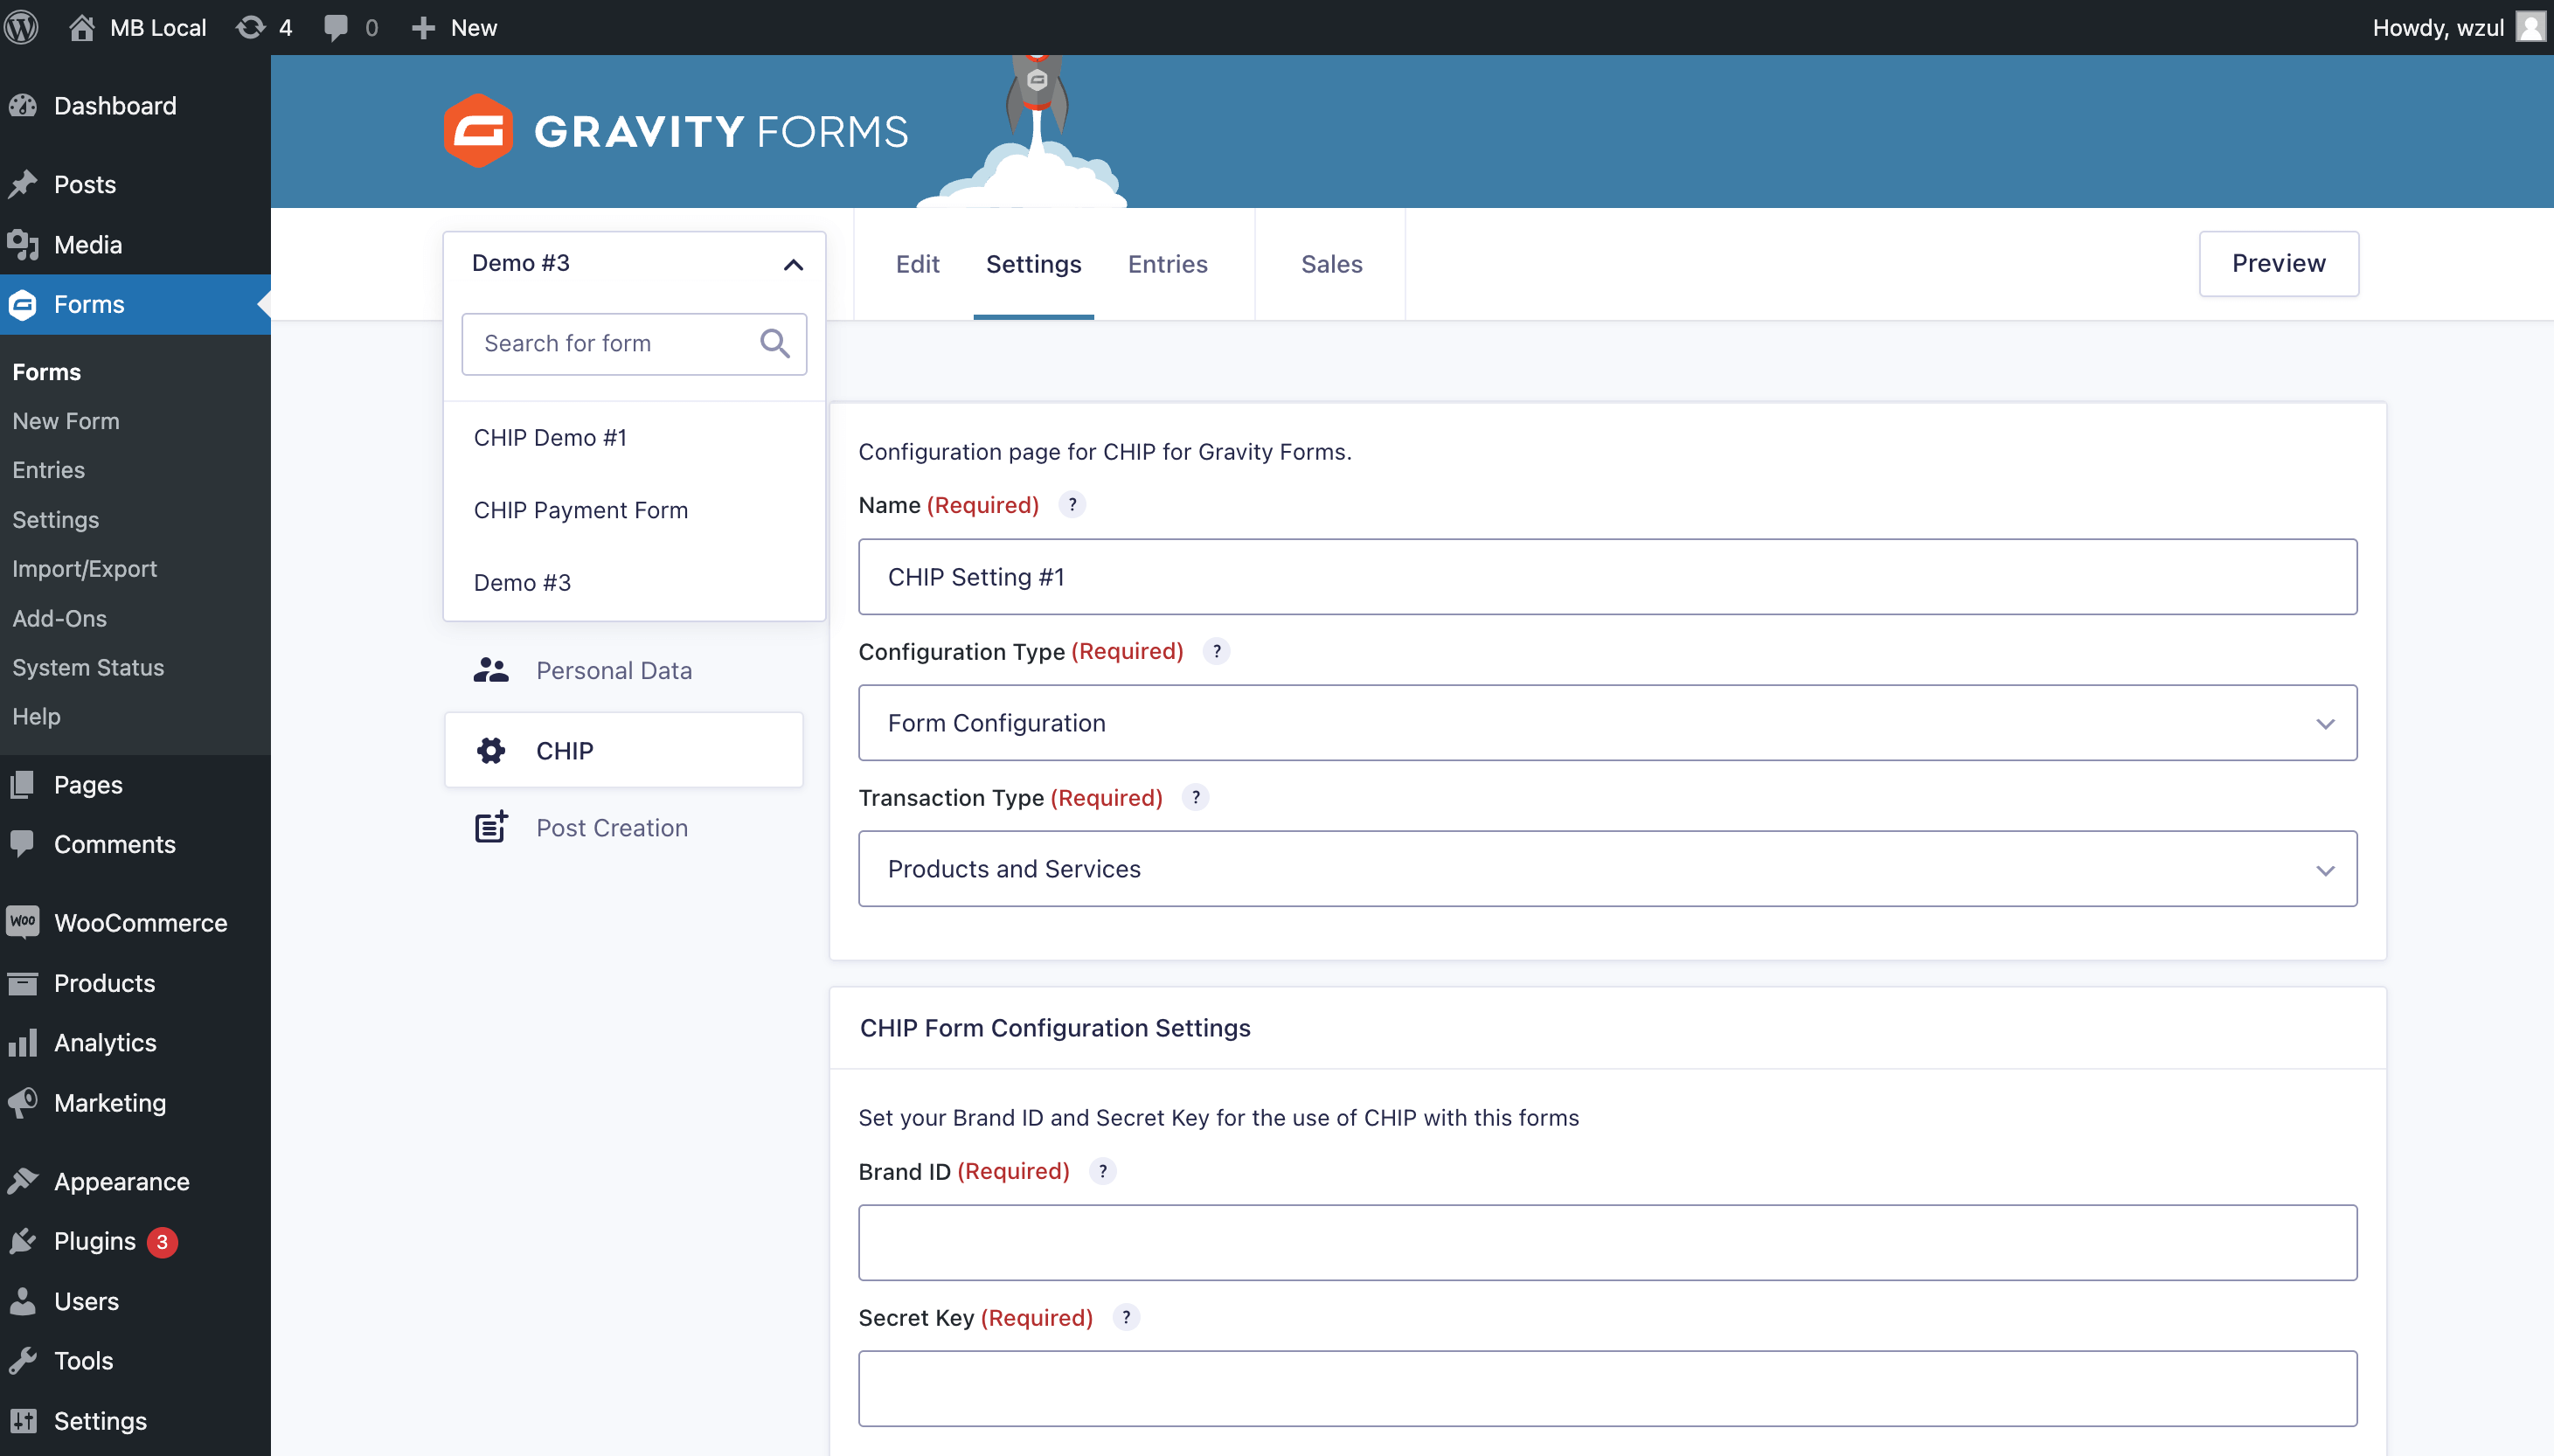 MB Local
4
0
New
Howdy, wzul
Dashboard
Posts
Media
Forms
Forms
New Form
Entries
Settings
Import/Export
Add-Ons
System Status
Help
Pages
Comments
WOO WooCommerce
Products
Analytics
Marketing
Appearance
Plugins 3
Users
Tools
Settings
GRAVITY FORMS
Demo #3
Search for form
CHIP Demo #1
CHIP Payment Form
Demo #3
Edit
Settings
Entries
Sales
Preview
Personal Data
CHIP
Post Creation
Configuration page for CHIP for Gravity Forms.
Name (Required) ?
CHIP Setting #1
Configuration Type (Required) ?
Form Configuration
Transaction Type (Required) ?
Products and Services
CHIP Form Configuration Settings
Set your Brand ID and Secret Key for the use of CHIP with this forms
Brand ID (Required) ?
Secret Key (Required) ?